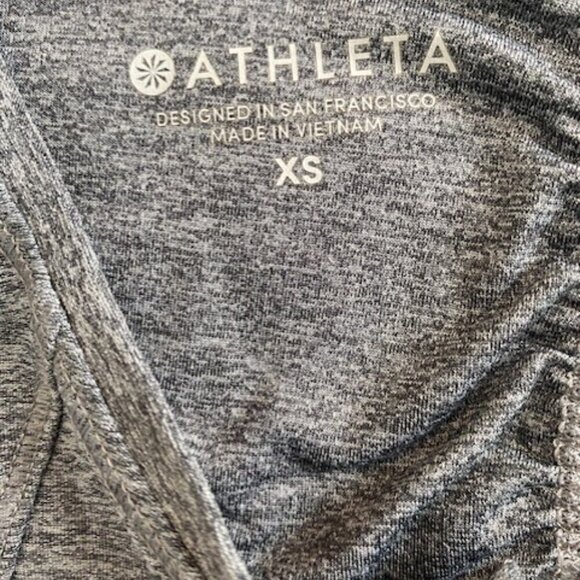 ATHLETA
DESIGNED IN SAN FRANCISCO
MADE IN VIETNAM
XS